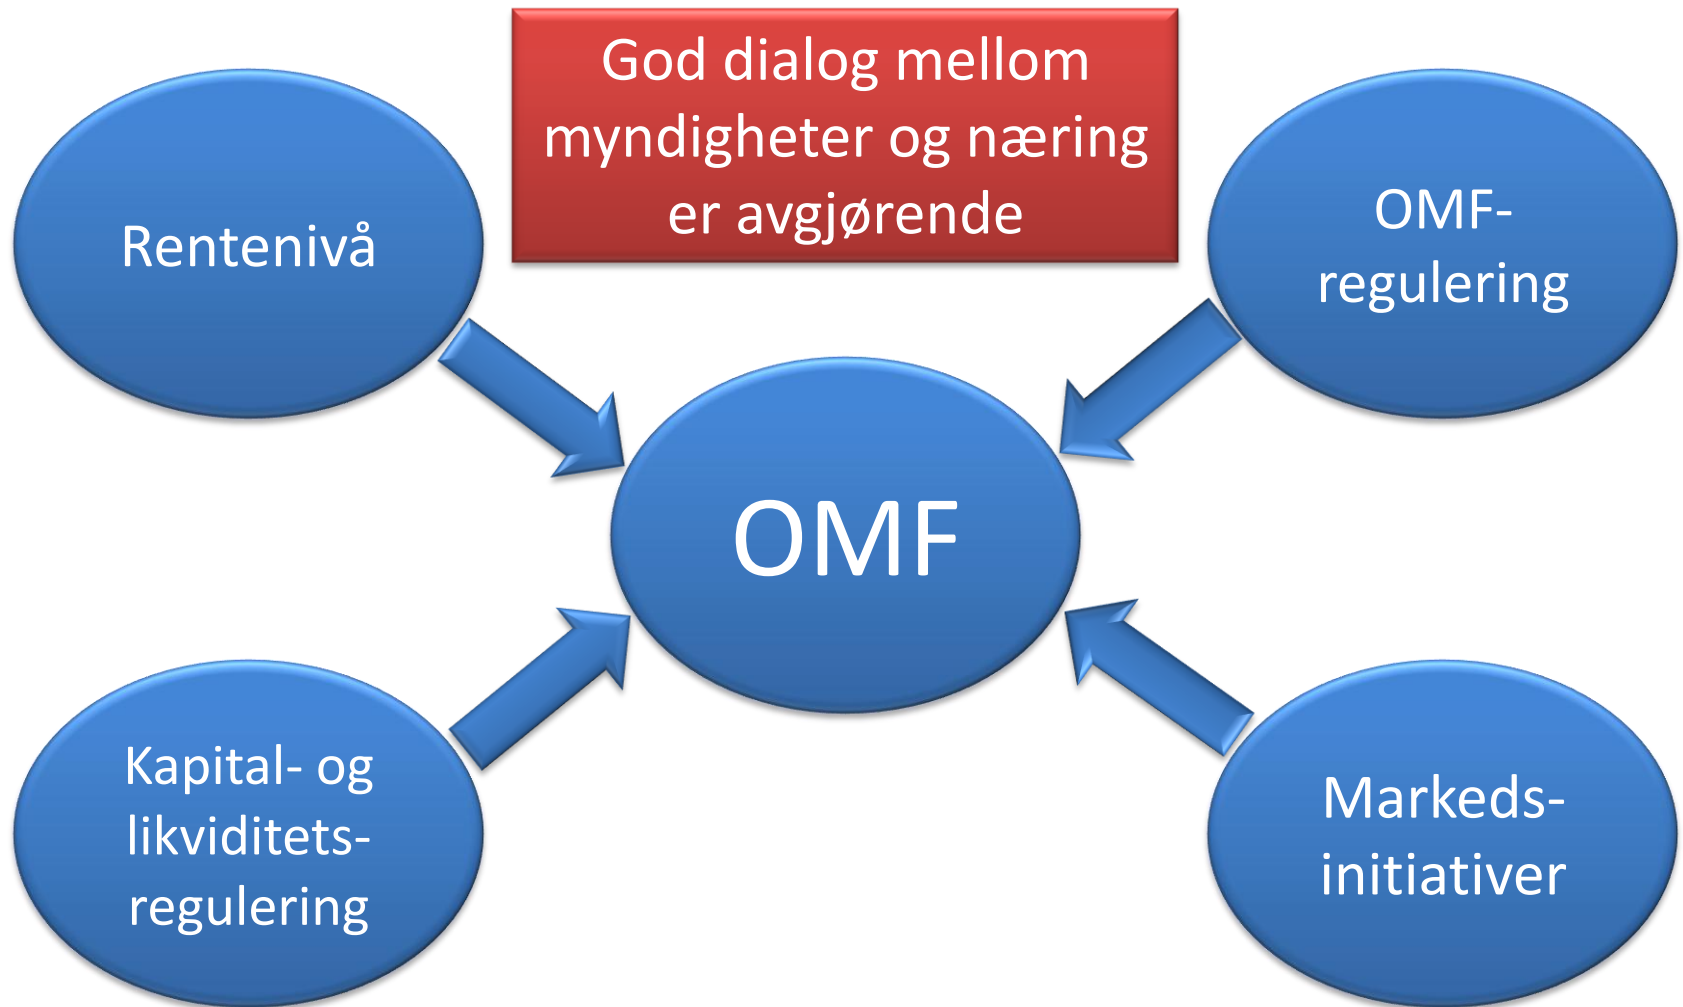 God dialog mellom
myndigheter og næring
er avgjørende
Rentenivå
OMF-
regulering
OMF
Kapital- og
likviditets-
regulering
Markeds-
initiativer